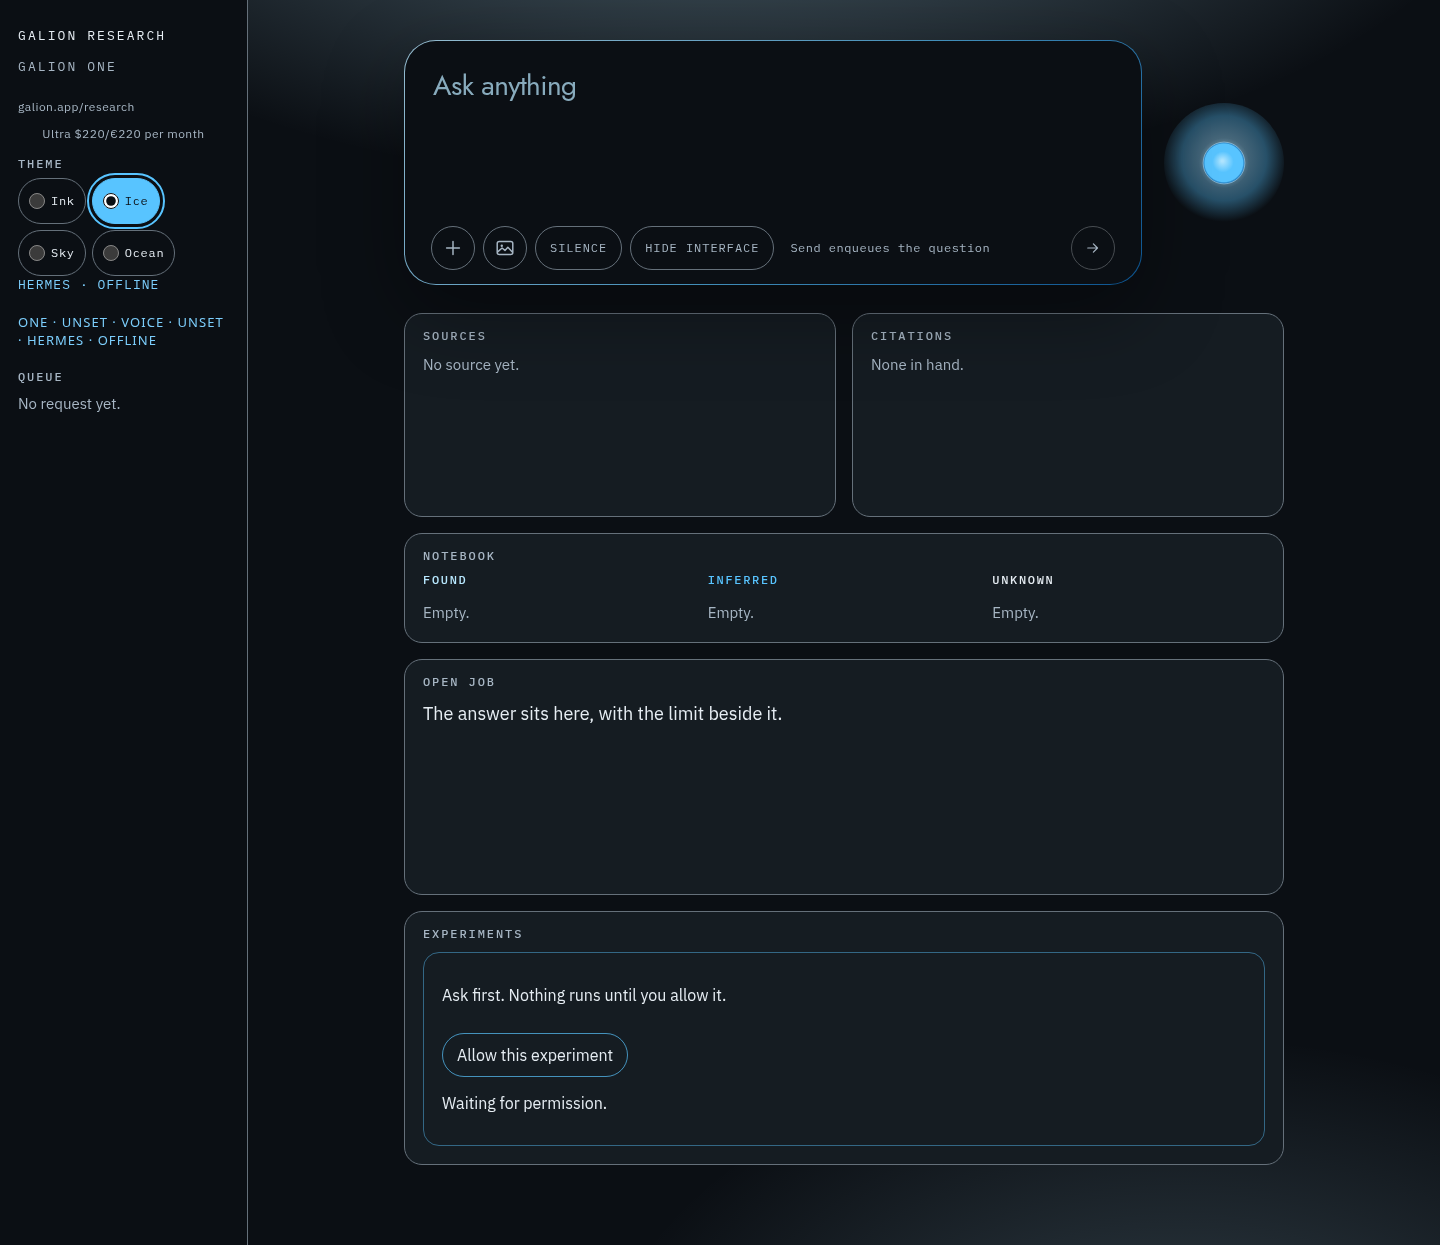 GALION RESEARCH
GALION ONE
galion.app/research
Ultra $220/€220 per month
THEME
Ink
Ice
Sky
Ocean
HERMES · OFFLINE
ONE · UNSET · VOICE · UNSET
· HERMES · OFFLINE
QUEUE
No request yet.
Ask anything
SILENCE
HIDE INTERFACE
Send enqueues the question
SOURCES
No source yet.
CITATIONS
None in hand.
NOTEBOOK
FOUND
Empty.
INFERRED
Empty.
UNKNOWN
Empty.
OPEN JOB
The answer sits here, with the limit beside it.
EXPERIMENTS
Ask first. Nothing runs until you allow it.
Allow this experiment
Waiting for permission.